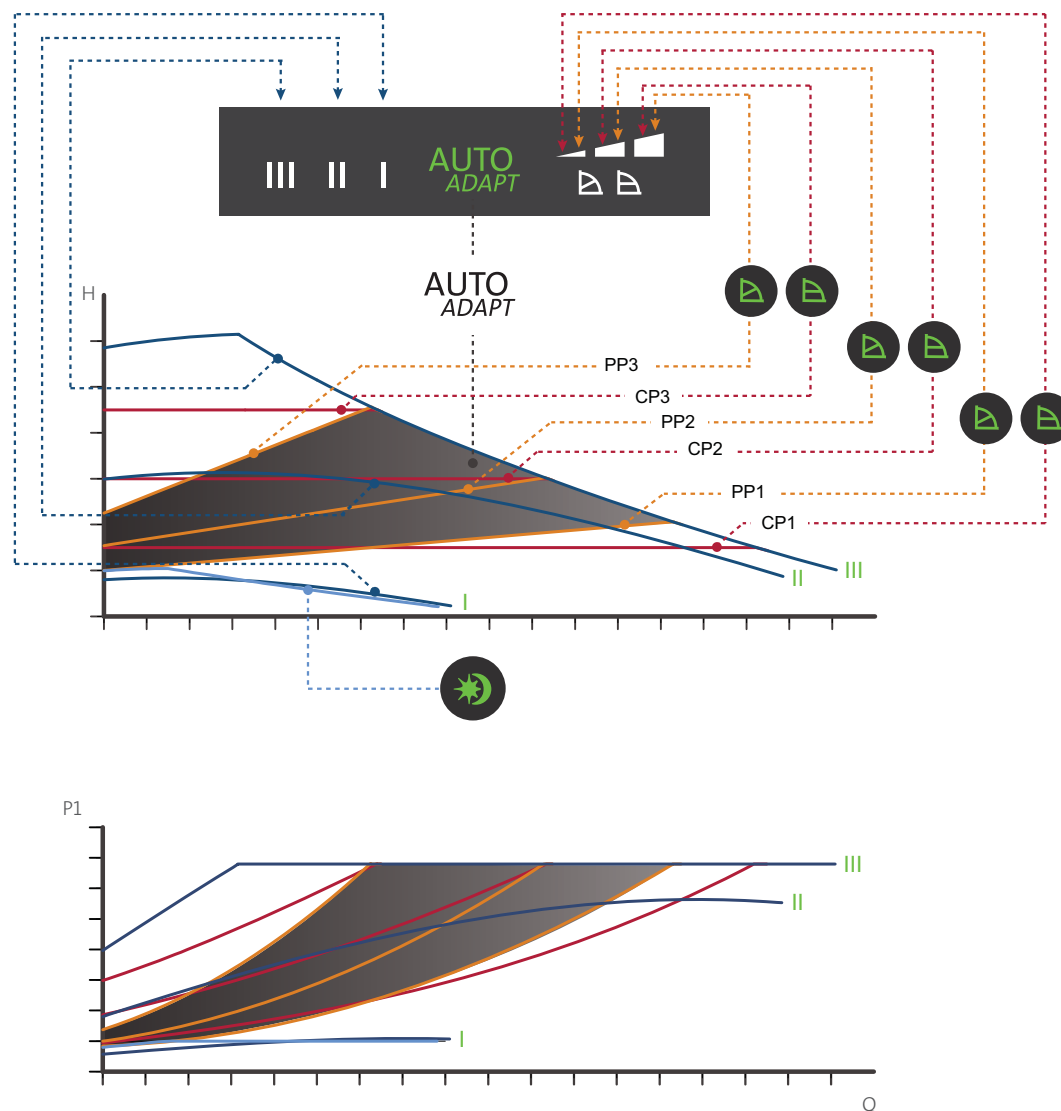 III II I AUTO
ADAPT
AUTO
ADAPT
H
PP3
CP3
PP2
CP2
PP1
CP1
III
II
I
P1
III
II
I
Q